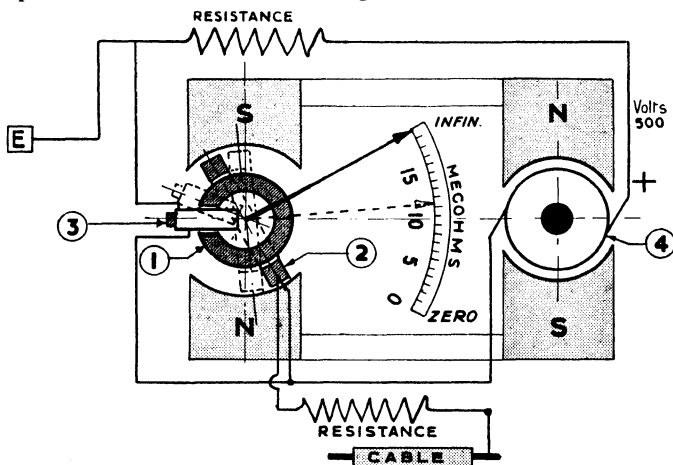 RESISTANCE
S
N
INFIN.
Volts
500
E
+
15
MEGOHMS
10
3
1
2
5
4
0
ZERO
N
S
RESISTANCE
CABLE